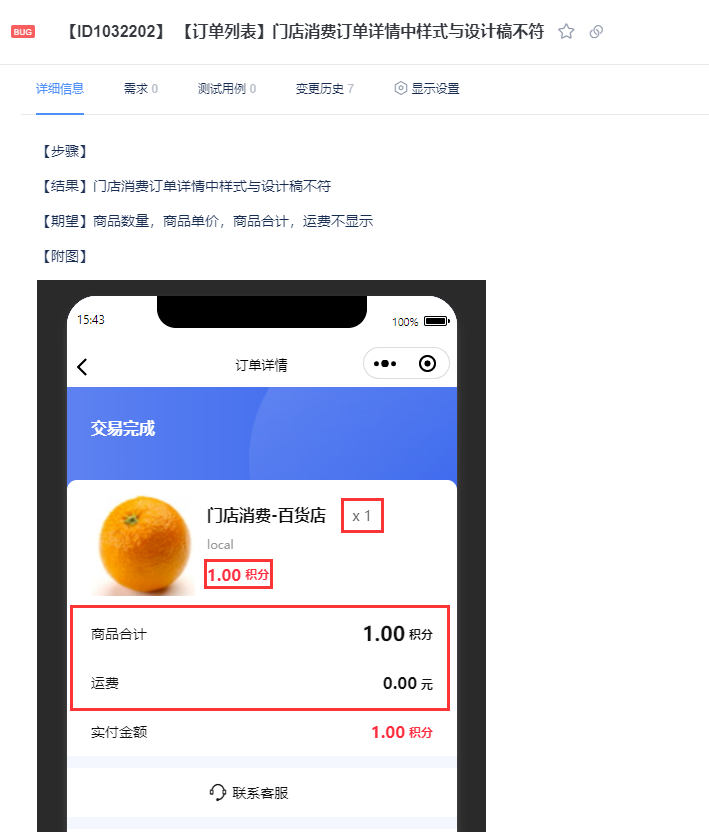 BUG 【ID1032202】 【订单列表】门店消费订单详情中样式与设计稿不符
详细信息 需求 0 测试用例 0 变更历史 7 显示设置
【步骤】
【结果】门店消费订单详情中样式与设计稿不符
【期望】商品数量，商品单价，商品合计，运费不显示
【附图】
15:43 100%
订单详情
交易完成
门店消费-百货店 x 1
local
1.00 积分
商品合计 1.00 积分
运费 0.00 元
实付金额 1.00 积分
联系客服